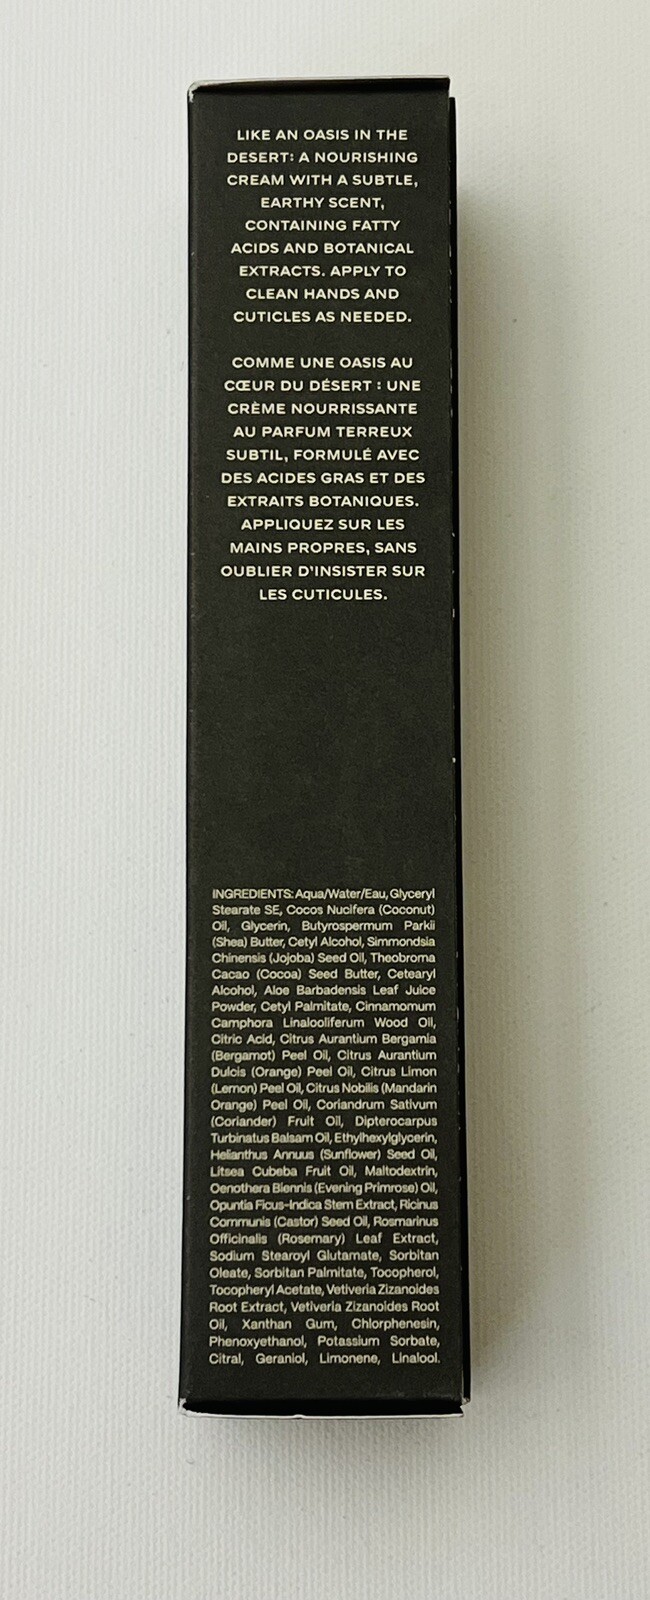 LIKE AN OASIS IN THE
DESERT: A NOURISHING
CREAM WITH A SUBTLE,
EARTHY SCENT,
CONTAINING FATTY
ACIDS AND BOTANICAL
EXTRACTS. APPLY TO
CLEAN HANDS AND
CUTICLES AS NEEDED.
COMME UNE OASIS AU
CŒUR DU DÉSERT : UNE
CRÈME NOURRISSANTE
AU PARFUM TERREUX
SUBTIL, FORMULÉ AVEC
DES ACIDES GRAS ET DES
EXTRAITS BOTANIQUES.
APPLIQUEZ SUR LES
MAINS PROPRES, SANS
OUBLIER D'INSISTER SUR
LES CUTICULES.
INGREDIENTS: Aqua/Water/Eau, Glyceryl
Stearate SE, Cocos Nucifera (Coconut)
Oil, Glycerin, Butyrospermum Parkii
(Shea) Butter, Cetyl Alcohol, Simmondsia
Chinensis (Jojoba) Seed Oil, Theobroma
Cacao (Cocoa) Seed Butter, Cetearyl
Alcohol, Aloe Barbadensis Leaf Juice
Powder, Cetyl Palmitate, Cinnamomum
Camphora Linalooliferum Wood Oil,
Citric Acid, Citrus Aurantium Bergamia
(Bergamot) Peel Oil, Citrus Aurantium
Dulcis (Orange) Peel Oil, Citrus Limon
(Lemon) Peel Oil, Citrus Nobilis (Mandarin
Orange) Peel Oil, Coriandrum Sativum
(Coriander) Fruit Oil, Dipterocarpus
Turbinatus Balsam Oil, Ethylhexylglycerin,
Helianthus Annuus (Sunflower) Seed Oil,
Litsea Cubeba Fruit Oil, Maltodextrin,
Oenothera Biennis (Evening Primrose) Oil,
Opuntia Ficus-Indica Stem Extract, Ricinus
Communis (Castor) Seed Oil, Rosmarinus
Officinalis (Rosemary) Leaf Extract,
Sodium Stearoyl Glutamate, Sorbitan
Oleate, Sorbitan Palmitate, Tocopherol,
Tocopheryl Acetate, Vetiveria Zizanoides
Root Extract, Vetiveria Zizanoides Root
Oil, Xanthan Gum, Chlorphenesin,
Phenoxyethanol, Potassium Sorbate,
Citral, Geraniol, Limonene, Linalool.